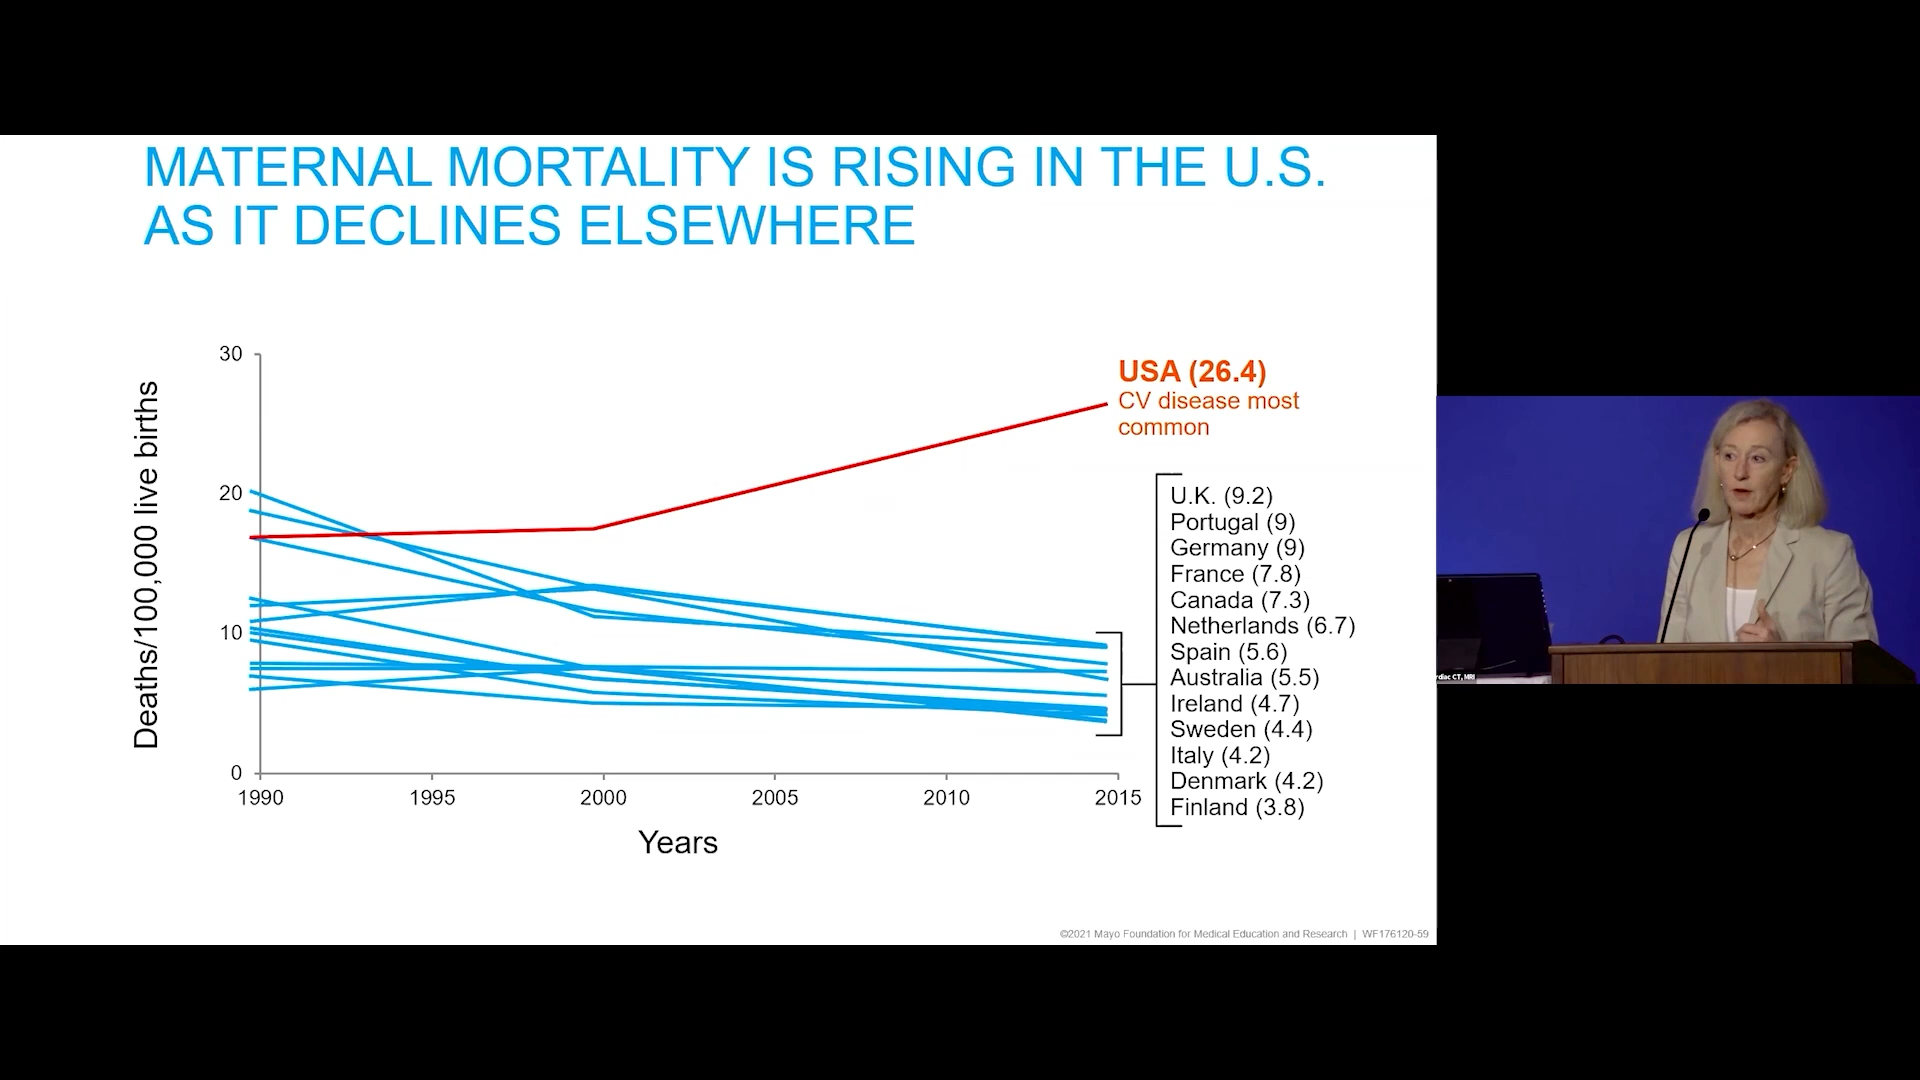 MATERNAL MORTALITY IS RISING IN THE U.S.
AS IT DECLINES ELSEWHERE
Deaths/100,000 live births
30
20
10
0
1990
1995
2000
2005
2010
2015
Years
USA (26.4)
CV disease most
common
U.K. (9.2)
Portugal (9)
Germany (9)
France (7.8)
Canada (7.3)
Netherlands (6.7)
Spain (5.6)
Australia (5.5)
Ireland (4.7)
Sweden (4.4)
Italy (4.2)
Denmark (4.2)
Finland (3.8)
©2021 Mayo Foundation for Medical Education and Research | WF176120-59
CT, MRI